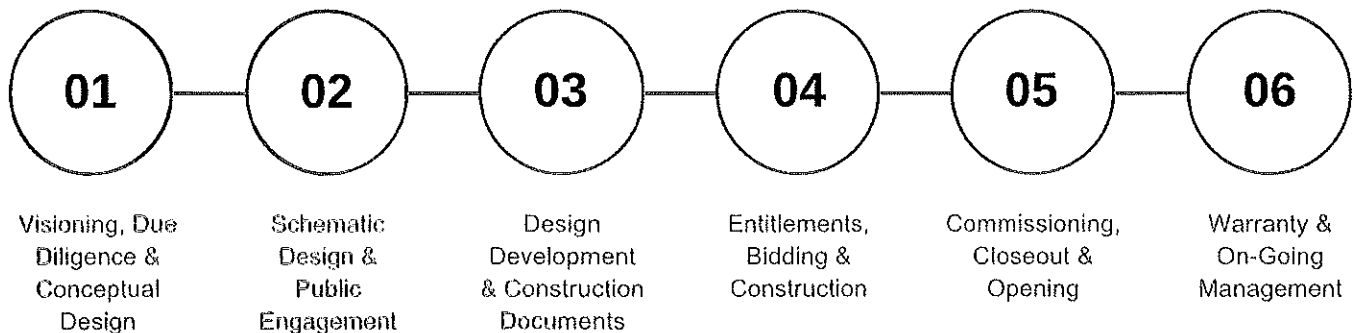 01
02
03
04
05
06
Visioning, Due
Diligence &
Conceptual
Design
Schematic
Design &
Public
Engagement
Design
Development
& Construction
Documents
Entitlements,
Bidding &
Construction
Commissioning,
Closeout &
Opening
Warranty &
On-Going
Management